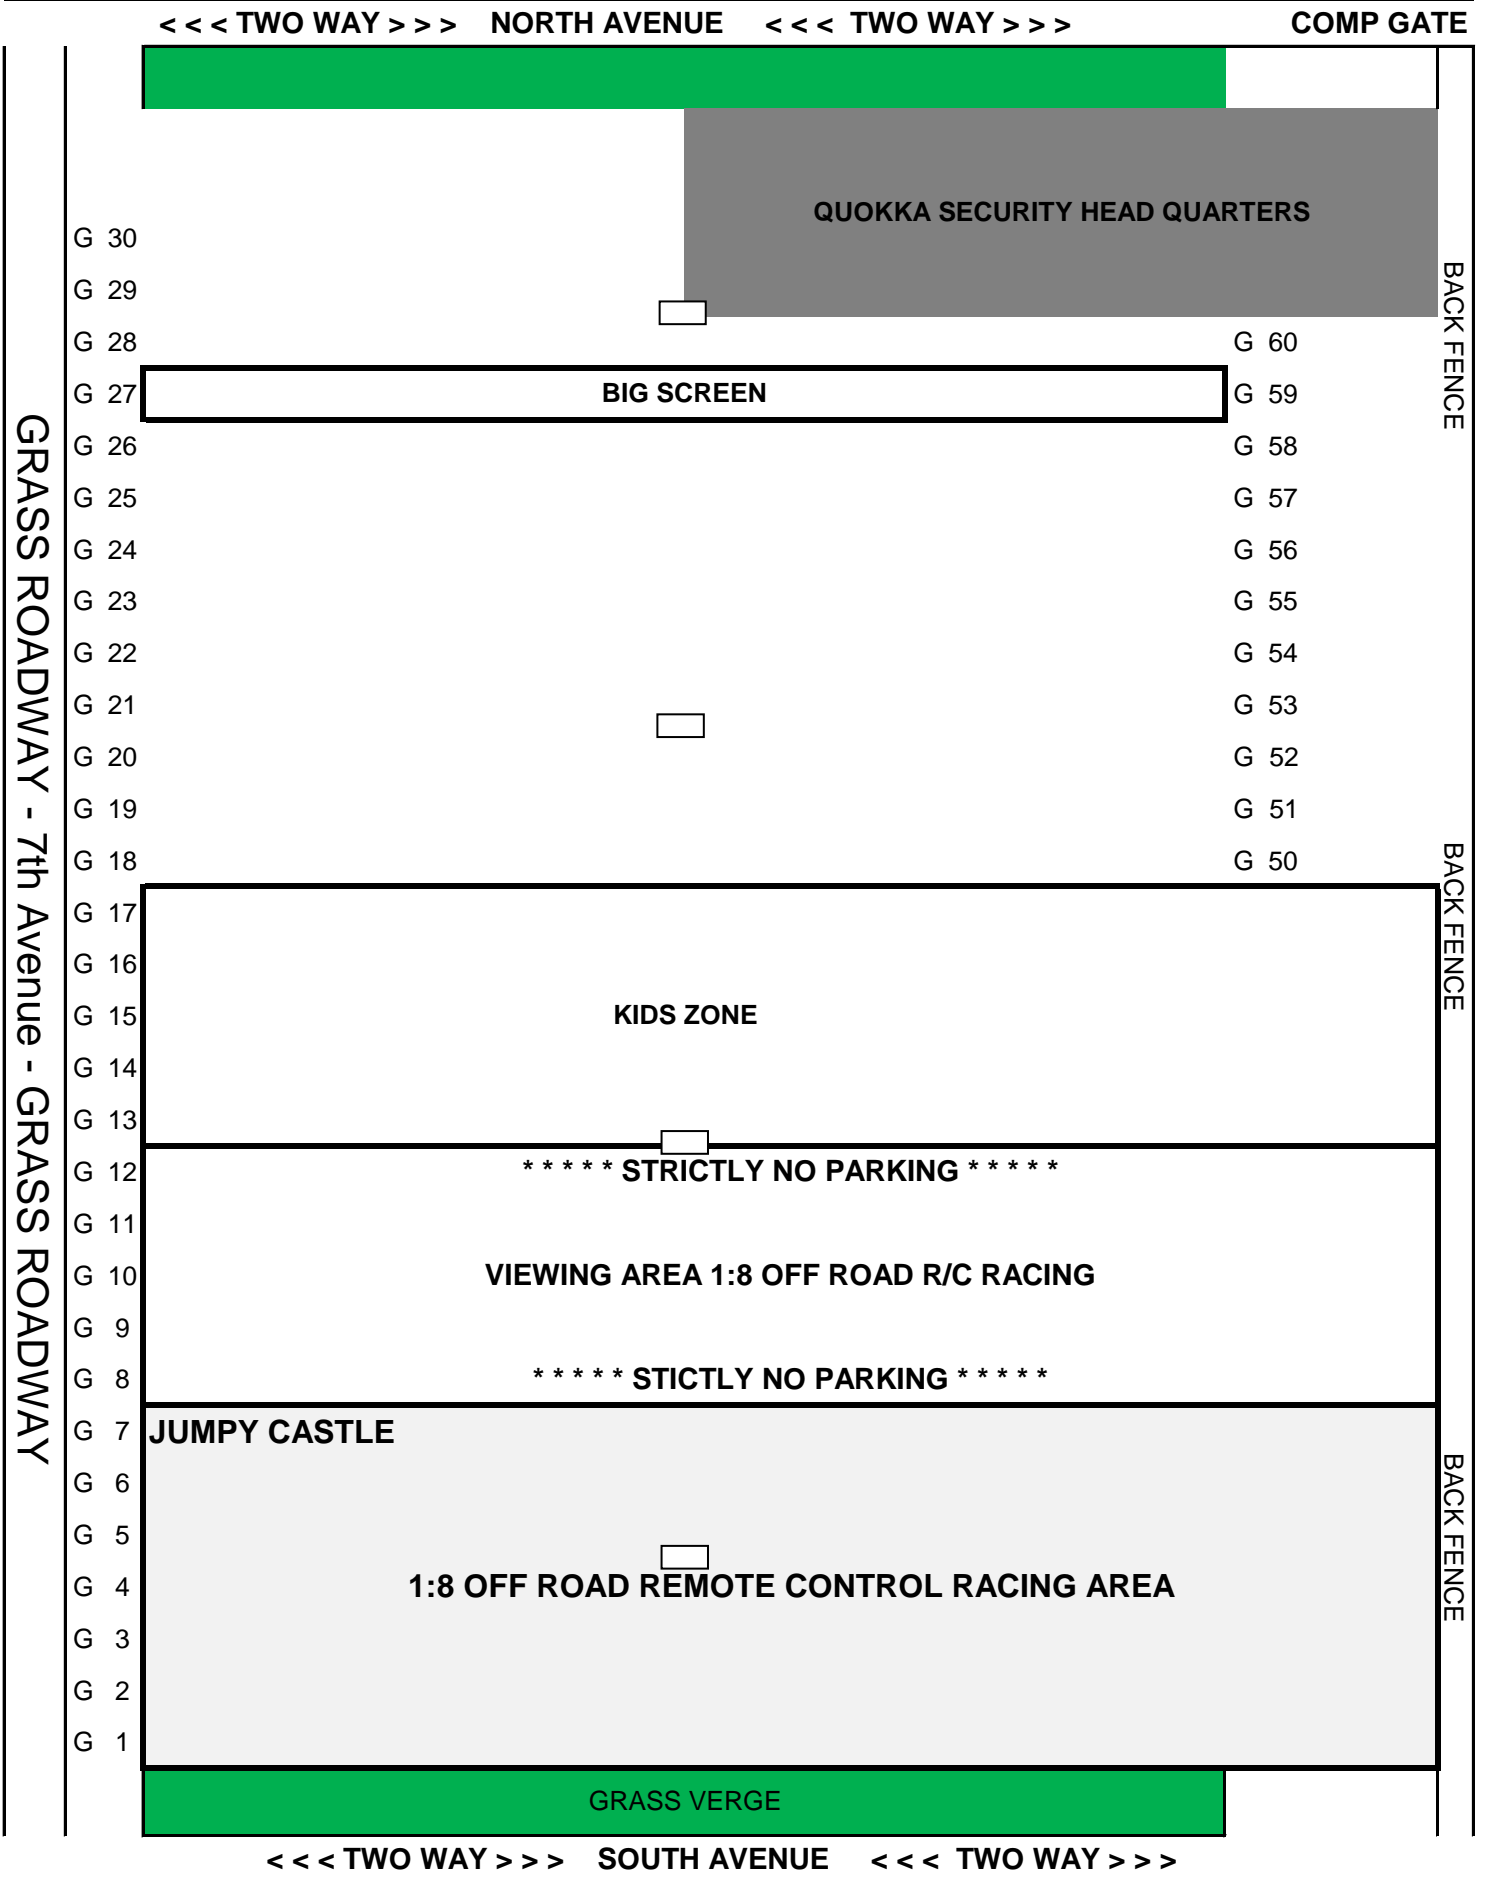 < < < TWO WAY > > > NORTH AVENUE < < < TWO WAY > > > COMP GATE
QUOKKA SECURITY HEAD QUARTERS
G 30
G 29
G 28 G 60
G 27 BIG SCREEN G 59
G 26 G 58
G 25 G 57
G 24 G 56
G 23 G 55
G 22 G 54
G 21 G 53
G 20 G 52
G 19 G 51
G 18 G 50
G 17
G 16
G 15 KIDS ZONE
G 14
G 13
G 12 * * * * * STRICTLY NO PARKING * * * * *
G 11
G 10 VIEWING AREA 1:8 OFF ROAD R/C RACING
G 9
G 8 * * * * * STICTLY NO PARKING * * * * *
G 7 JUMPY CASTLE
G 6
G 5
G 4 1:8 OFF ROAD REMOTE CONTROL RACING AREA
G 3
G 2
G 1
GRASS VERGE
< < < TWO WAY > > > SOUTH AVENUE < < < TWO WAY > > >
GRASS ROADWAY - 7th Avenue - GRASS ROADWAY
BACK FENCE
BACK FENCE
BACK FENCE